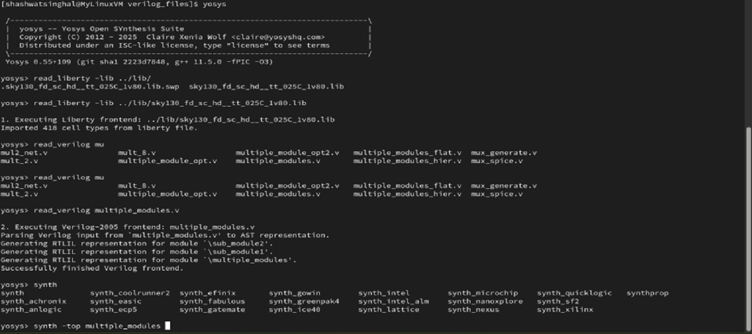 [shashwatsinghal@MyLinuxVM verilog_files]$ yosys
/----------------------------------------------------------------------------\
| yosys -- Yosys Open SYnthesis Suite |
| Copyright (C) 2012 - 2025 Claire Xenia Wolf <claire@yosyshq.com> |
| Distributed under an ISC-like license, type "license" to see terms |
\----------------------------------------------------------------------------/
Yosys 0.55+109 (git sha1 2223d7848, g++ 11.5.0 -fPIC -O3)
yosys> read_liberty -lib ../lib/
.sky130_fd_sc_hd__tt_025C_1v80.lib.swp sky130_fd_sc_hd__tt_025C_1v80.lib
yosys> read_liberty -lib ../lib/sky130_fd_sc_hd__tt_025C_1v80.lib
1. Executing Liberty frontend: ../lib/sky130_fd_sc_hd__tt_025C_1v80.lib
Imported 418 cell types from liberty file.
yosys> read_verilog mu
mul2_net.v mult_8.v multiple_module_opt2.v multiple_modules_flat.v mux_generate.v
mult_2.v multiple_module_opt.v multiple_modules.v multiple_modules_hier.v mux_spice.v
yosys> read_verilog mu
mul2_net.v mult_8.v multiple_module_opt2.v multiple_modules_flat.v mux_generate.v
mult_2.v multiple_module_opt.v multiple_modules.v multiple_modules_hier.v mux_spice.v
yosys> read_verilog multiple_modules.v
2. Executing Verilog-2005 frontend: multiple_modules.v
Parsing Verilog input from `multiple_modules.v' to AST representation.
Generating RTLIL representation for module `\sub_module2'.
Generating RTLIL representation for module `\sub_module1'.
Generating RTLIL representation for module `\multiple_modules'.
Successfully finished Verilog frontend.
yosys> synth
synth synth_coolrunner2 synth_efinix synth_gowin synth_intel synth_microchip synth_quicklogic synthprop
synth_achronix synth_easic synth_fabulous synth_greenpak4 synth_intel_alm synth_nanoxplore synth_sf2
synth_anlogic synth_ecp5 synth_gatemate synth_ice40 synth_lattice synth_nexus synth_xilinx
yosys> synth -top multiple_modules